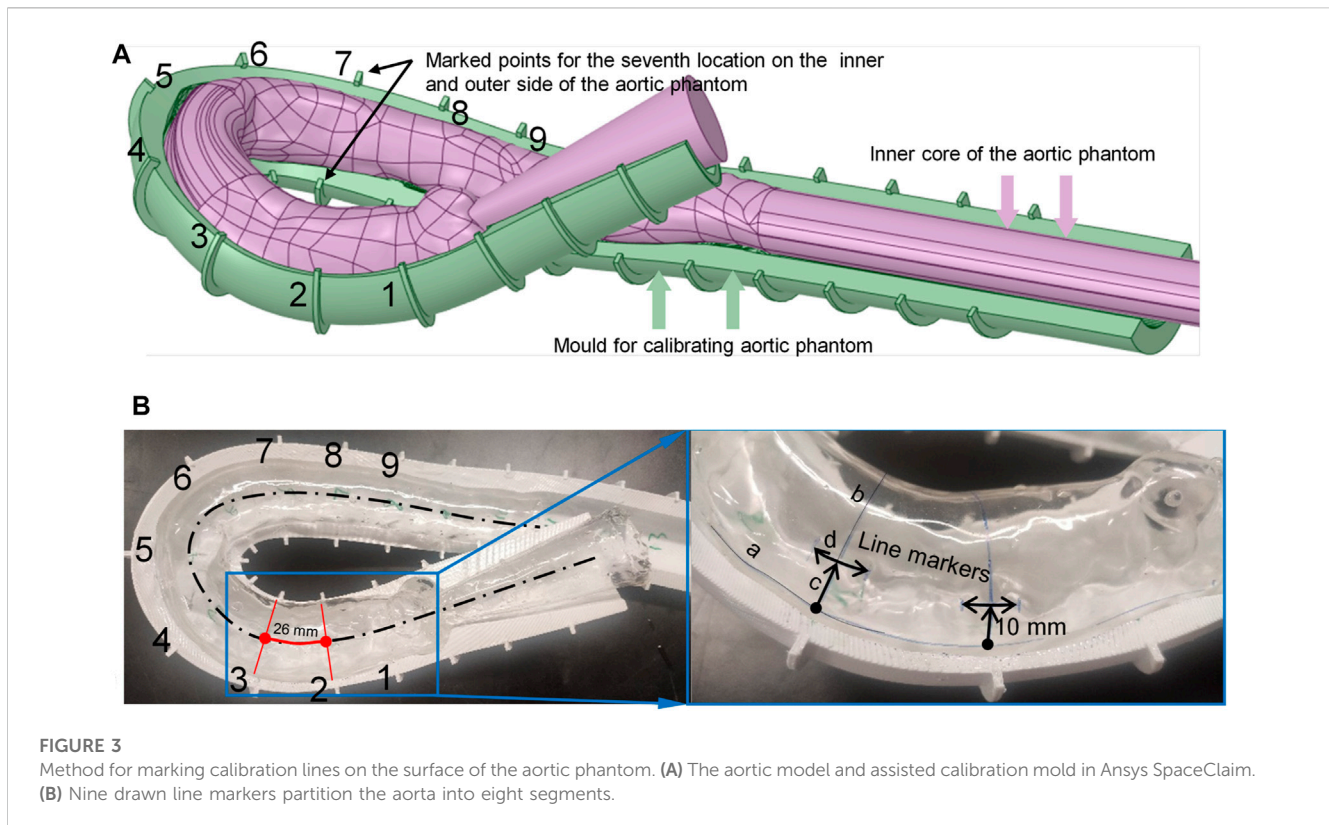 A
6
7
Marked points for the seventh location on the inner
and outer side of the aortic phantom
5
8
9
4
Inner core of the aortic phantom
3
2
1
Mould for calibrating aortic phantom
B
7
8
9
6
5
4
26 mm
3
2
1
b
a
d
Line markers
c
10 mm
13
FIGURE 3
Method for marking calibration lines on the surface of the aortic phantom. (A) The aortic model and assisted calibration mold in Ansys SpaceClaim.
(B) Nine drawn line markers partition the aorta into eight segments.